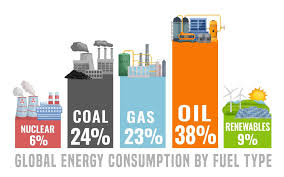 NUCLEAR
6%
COAL
24%
GAS
23%
OIL
38%
RENEWABLES
9%
GLOBAL ENERGY CONSUMPTION BY FUEL TYPE